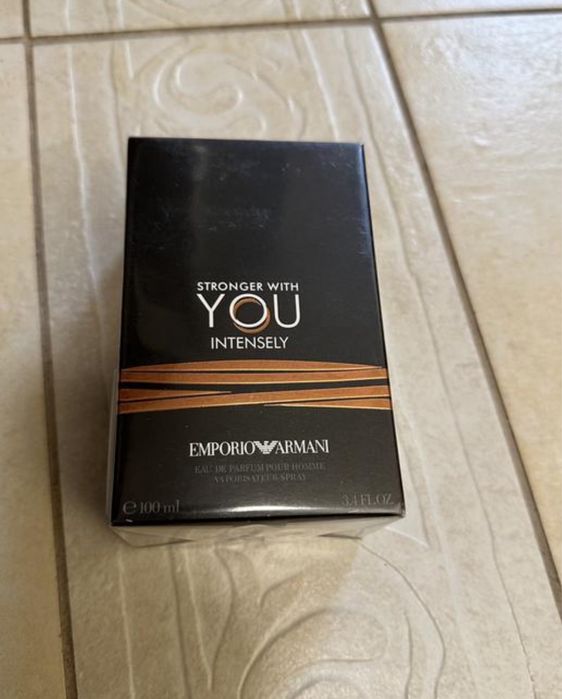 STRONGER WITH
YOU
INTENSELY
EMPORIO ARMANI
EAU DE PARFUM POUR HOMME
VAPORISATEUR SPRAY
℮ 100 ml 3.4 FL.OZ